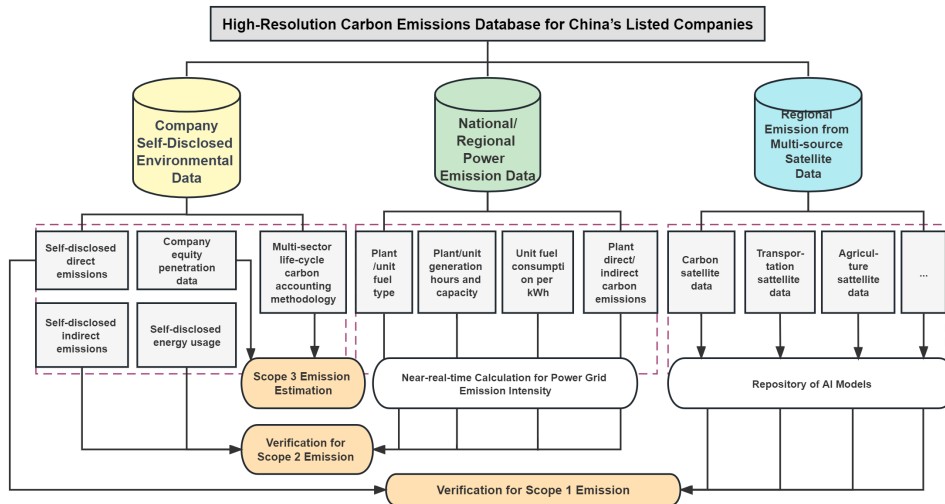 High-Resolution Carbon Emissions Database for China's Listed Companies
Company
Self-Disclosed
Environmental
Data
National/
Regional
Power
Emission Data
Regional
Emission from
Multi-source
Satellite
Data
Self-disclosed
direct
emissions
Company
equity
penetration
data
Multi-sector
life-cycle
carbon
accounting
methodology
Plant
/unit
fuel
type
Plant/unit
generation
hours and
capacity
Unit fuel
consumpti
on per
kWh
Plant
direct/
indirect
carbon
emissions
Carbon
satellite
data
Transpor-
tation
sattellite
data
Agricul-
ture
sattellite
data
...
Self-disclosed
indirect
emissions
Self-disclosed
energy usage
Scope 3 Emission
Estimation
Near-real-time Calculation for Power Grid
Emission Intensity
Repository of AI Models
Verification for
Scope 2 Emission
Verification for Scope 1 Emission